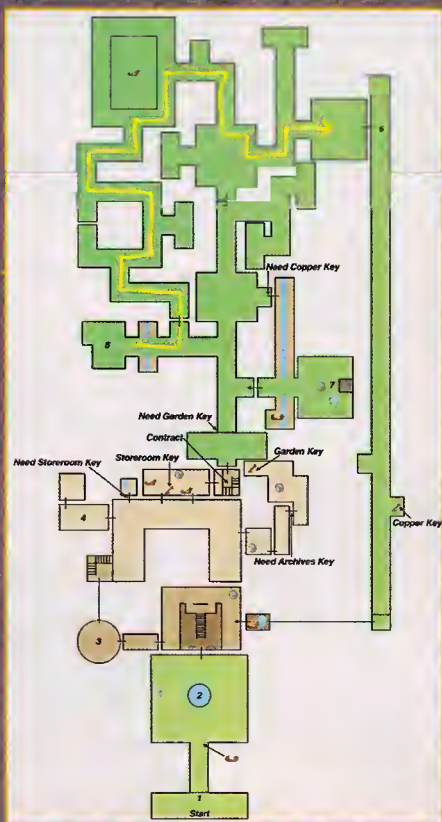 6
Need Copper Key
5
7
Need Garden Key
Contract
Storeroom Key
Garden Key
Need Storeroom Key
4
Copper Key
Need Archives Key
3
2
1
Start